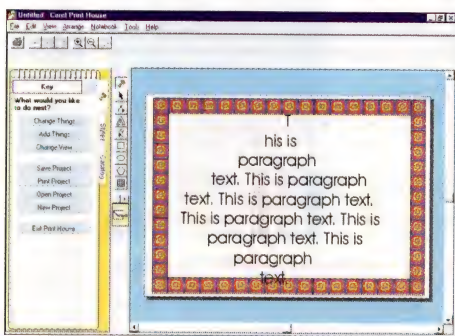 Untitled - Corel Print House
File Edit View Arrange Notebook Tools Help
Key
What would you like
to do next?
Change Things
Add Things
Change View
Save Project
Print Project
Open Project
New Project
Exit Print House
T
his is
paragraph
text. This is paragraph
text. This is paragraph text.
This is paragraph text. This is
paragraph text. This is
paragraph
text.